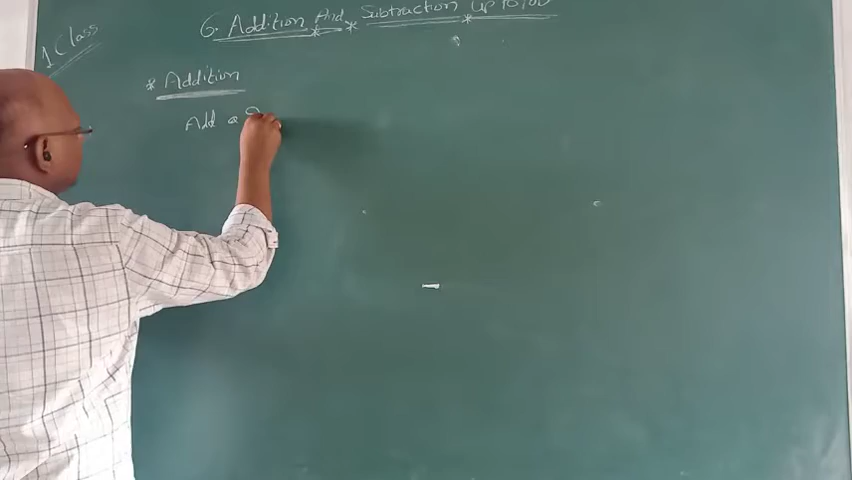 6. Addition And Subtraction up to 100
1 Class
* Addition
Add a